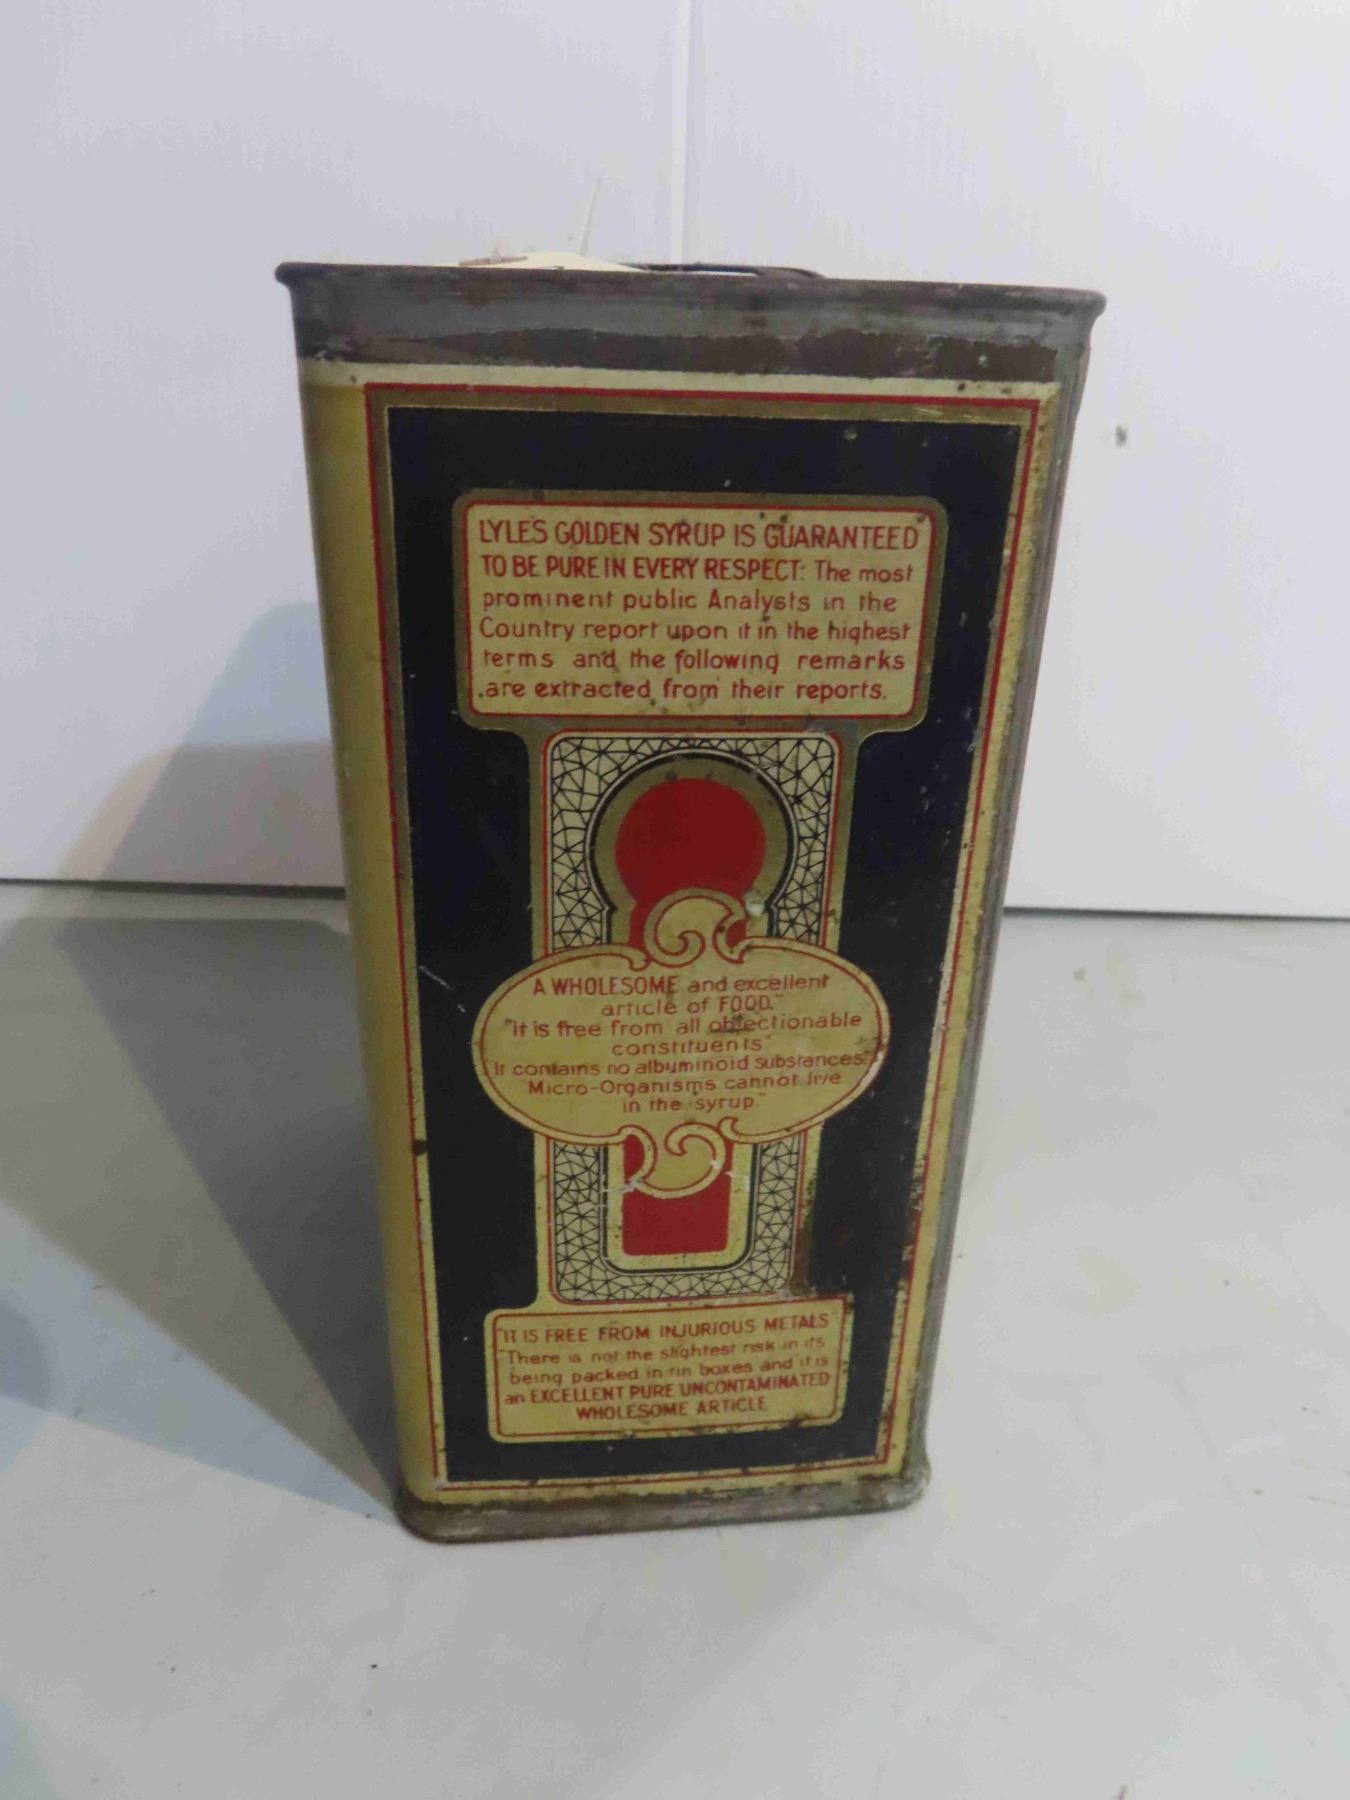 LYLE'S GOLDEN SYRUP IS GUARANTEED
TO BE PURE IN EVERY RESPECT: The most
prominent public Analysts in the
Country report upon it in the highest
terms and the following remarks
are extracted from their reports.
A WHOLESOME and excellent
article of FOOD."
"It is free from all objectionable
constituents"
It contains no albuminoid substances"
"Micro-Organisms cannot live
in the syrup."
"IT IS FREE FROM INJURIOUS METALS
"There is not the slightest risk in its
being packed in tin boxes and it is
an EXCELLENT PURE UNCONTAMINATED
WHOLESOME ARTICLE